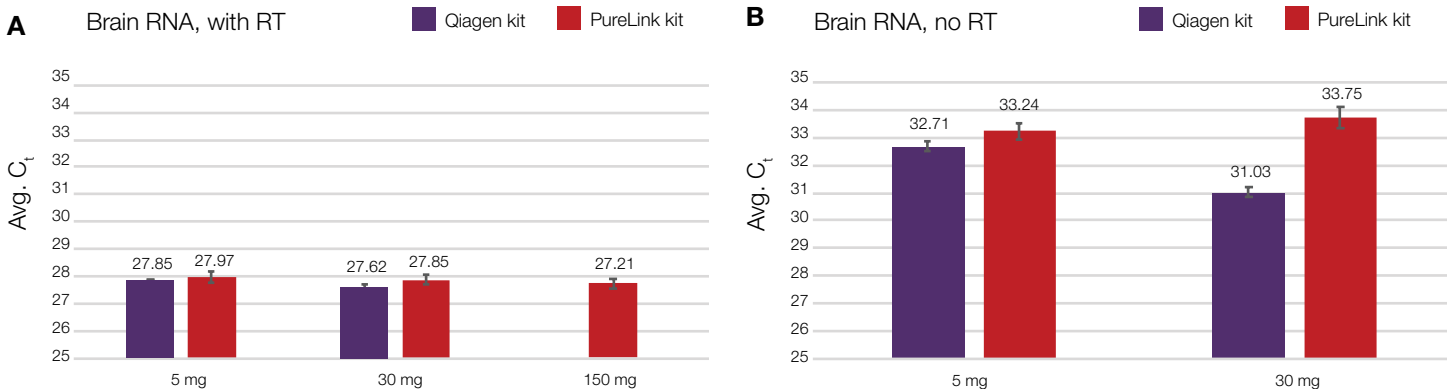 A Brain RNA, with RT Qiagen kit PureLink kit
Avg. Ct
35
34
33
32
31
30
29
28
27
26
25
27.85 27.97 27.62 27.85 27.21
5 mg 30 mg 150 mg
B Brain RNA, no RT Qiagen kit PureLink kit
Avg. Ct
35
34
33
32
31
30
29
28
27
26
25
32.71 33.24 31.03 33.75
5 mg 30 mg